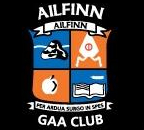 AILFINN
AILFINN
PER ARDUA SURGO IN SPES
GAA CLUB